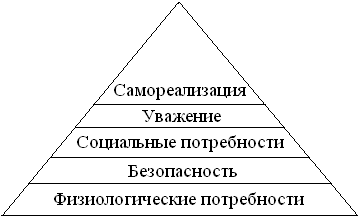 Самореализация
Уважение
Социальные потребности
Безопасность
Физиологические потребности